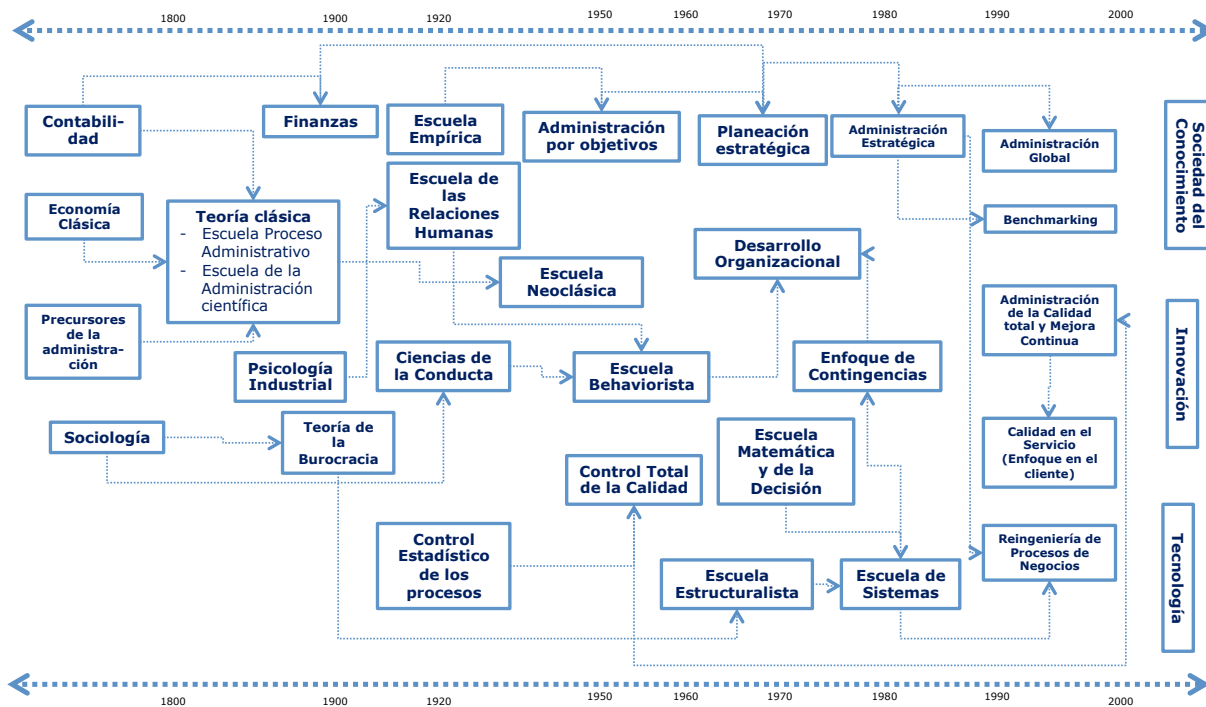 1800 1900 1920 1950 1960 1970 1980 1990 2000
Contabili-
dad
Finanzas
Escuela
Empírica
Administración
por objetivos
Planeación
estratégica
Administración
Estratégica
Administración
Global
Sociedad del
Conocimiento
Economía
Clásica
Teoría clásica
- Escuela Proceso
Administrativo
- Escuela de la
Administración
científica
Escuela de
las
Relaciones
Humanas
Benchmarking
Desarrollo
Organizacional
Escuela
Neoclásica
Precursores
de la
administra-
ción
Administración
de la Calidad
total y Mejora
Continua
Innovación
Psicología
Industrial
Ciencias de
la Conducta
Escuela
Behaviorista
Enfoque de
Contingencias
Sociología
Teoría de
la
Burocracia
Control Total
de la Calidad
Escuela
Matemática
y de la
Decisión
Calidad en el
Servicio
(Enfoque en el
cliente)
Control
Estadístico
de los
procesos
Escuela
Estructuralista
Escuela de
Sistemas
Reingeniería de
Procesos de
Negocios
Tecnología
1800 1900 1920 1950 1960 1970 1980 1990 2000